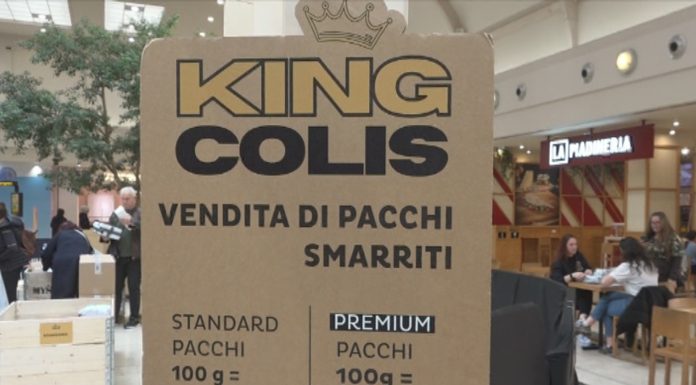 KING
COLIS
VENDITA DI PACCHI
SMARRITI
STANDARD
PACCHI
100 g =
PREMIUM
PACCHI
100g =
LA PIADINERIA